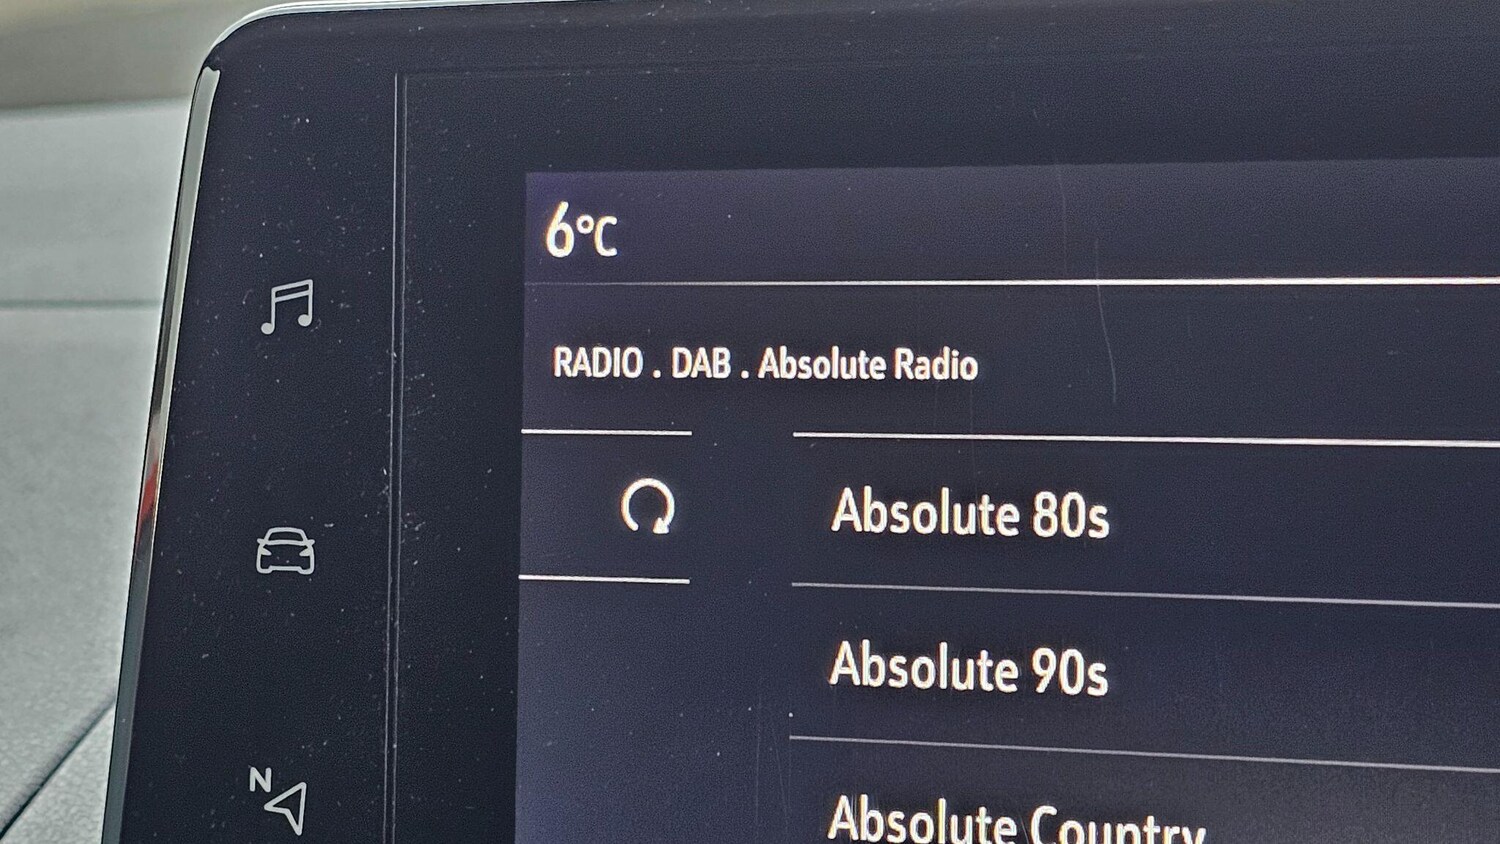 6°C
RADIO . DAB . Absolute Radio
Absolute 80s
Absolute 90s
N
Absolute Country